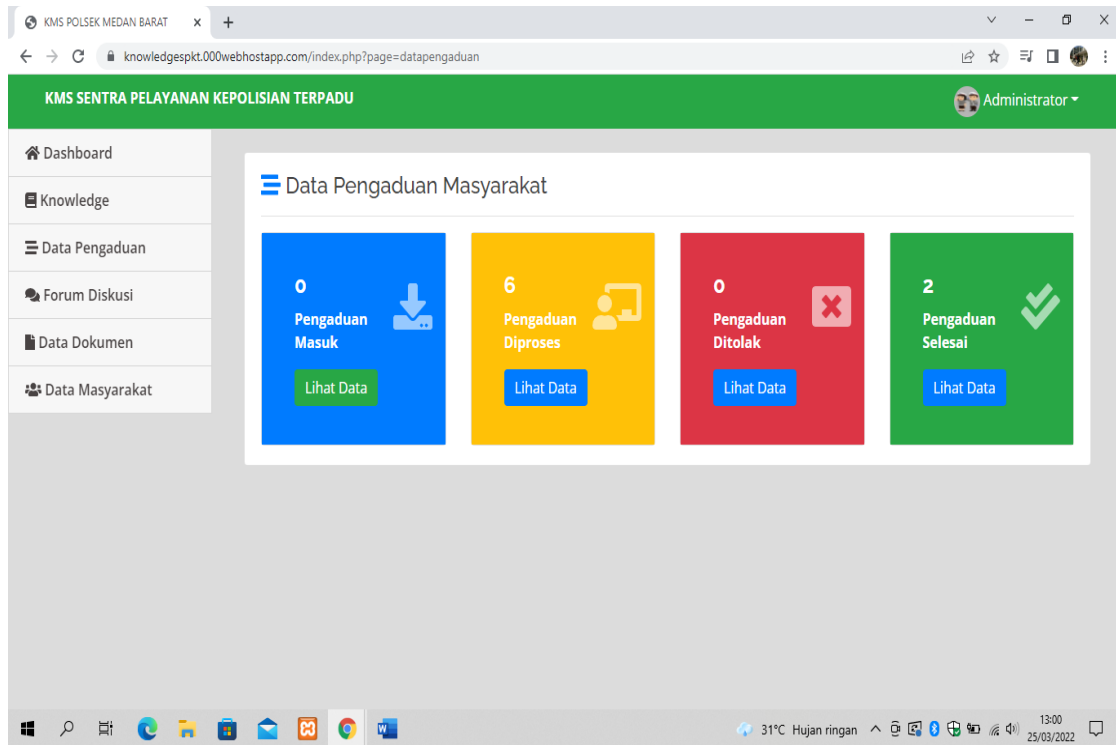 KMS POLSEK MEDAN BARAT
knowledgespkt.000webhostapp.com/index.php?page=datapengaduan
KMS SENTRA PELAYANAN KEPOLISIAN TERPADU
Administrator
Dashboard
Knowledge
Data Pengaduan
Forum Diskusi
Data Dokumen
Data Masyarakat
Data Pengaduan Masyarakat
0
Pengaduan
Masuk
Lihat Data
6
Pengaduan
Diproses
Lihat Data
0
Pengaduan
Ditolak
Lihat Data
2
Pengaduan
Selesai
Lihat Data
31°C Hujan ringan
13:00
25/03/2022